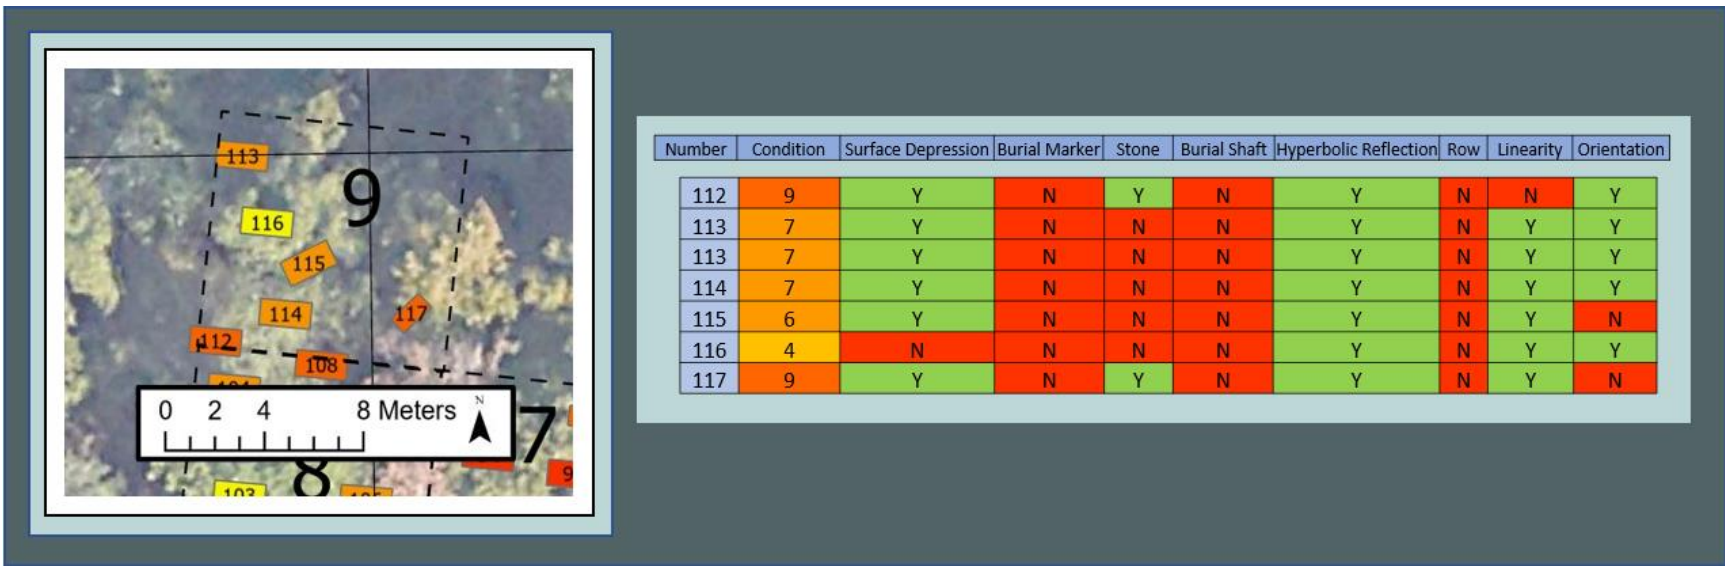 113
9
116
115
114
117
112
108
0 2 4 8 Meters N
7
8
103
9
Number Condition Surface Depression Burial Marker Stone Burial Shaft Hyperbolic Reflection Row Linearity Orientation
112 9 Y N Y N Y N N Y
113 7 Y N N N Y N Y Y
113 7 Y N N N Y N Y Y
114 7 Y N N N Y N Y Y
115 6 Y N N N Y N Y N
116 4 N N N N Y N Y Y
117 9 Y N Y N Y N Y N